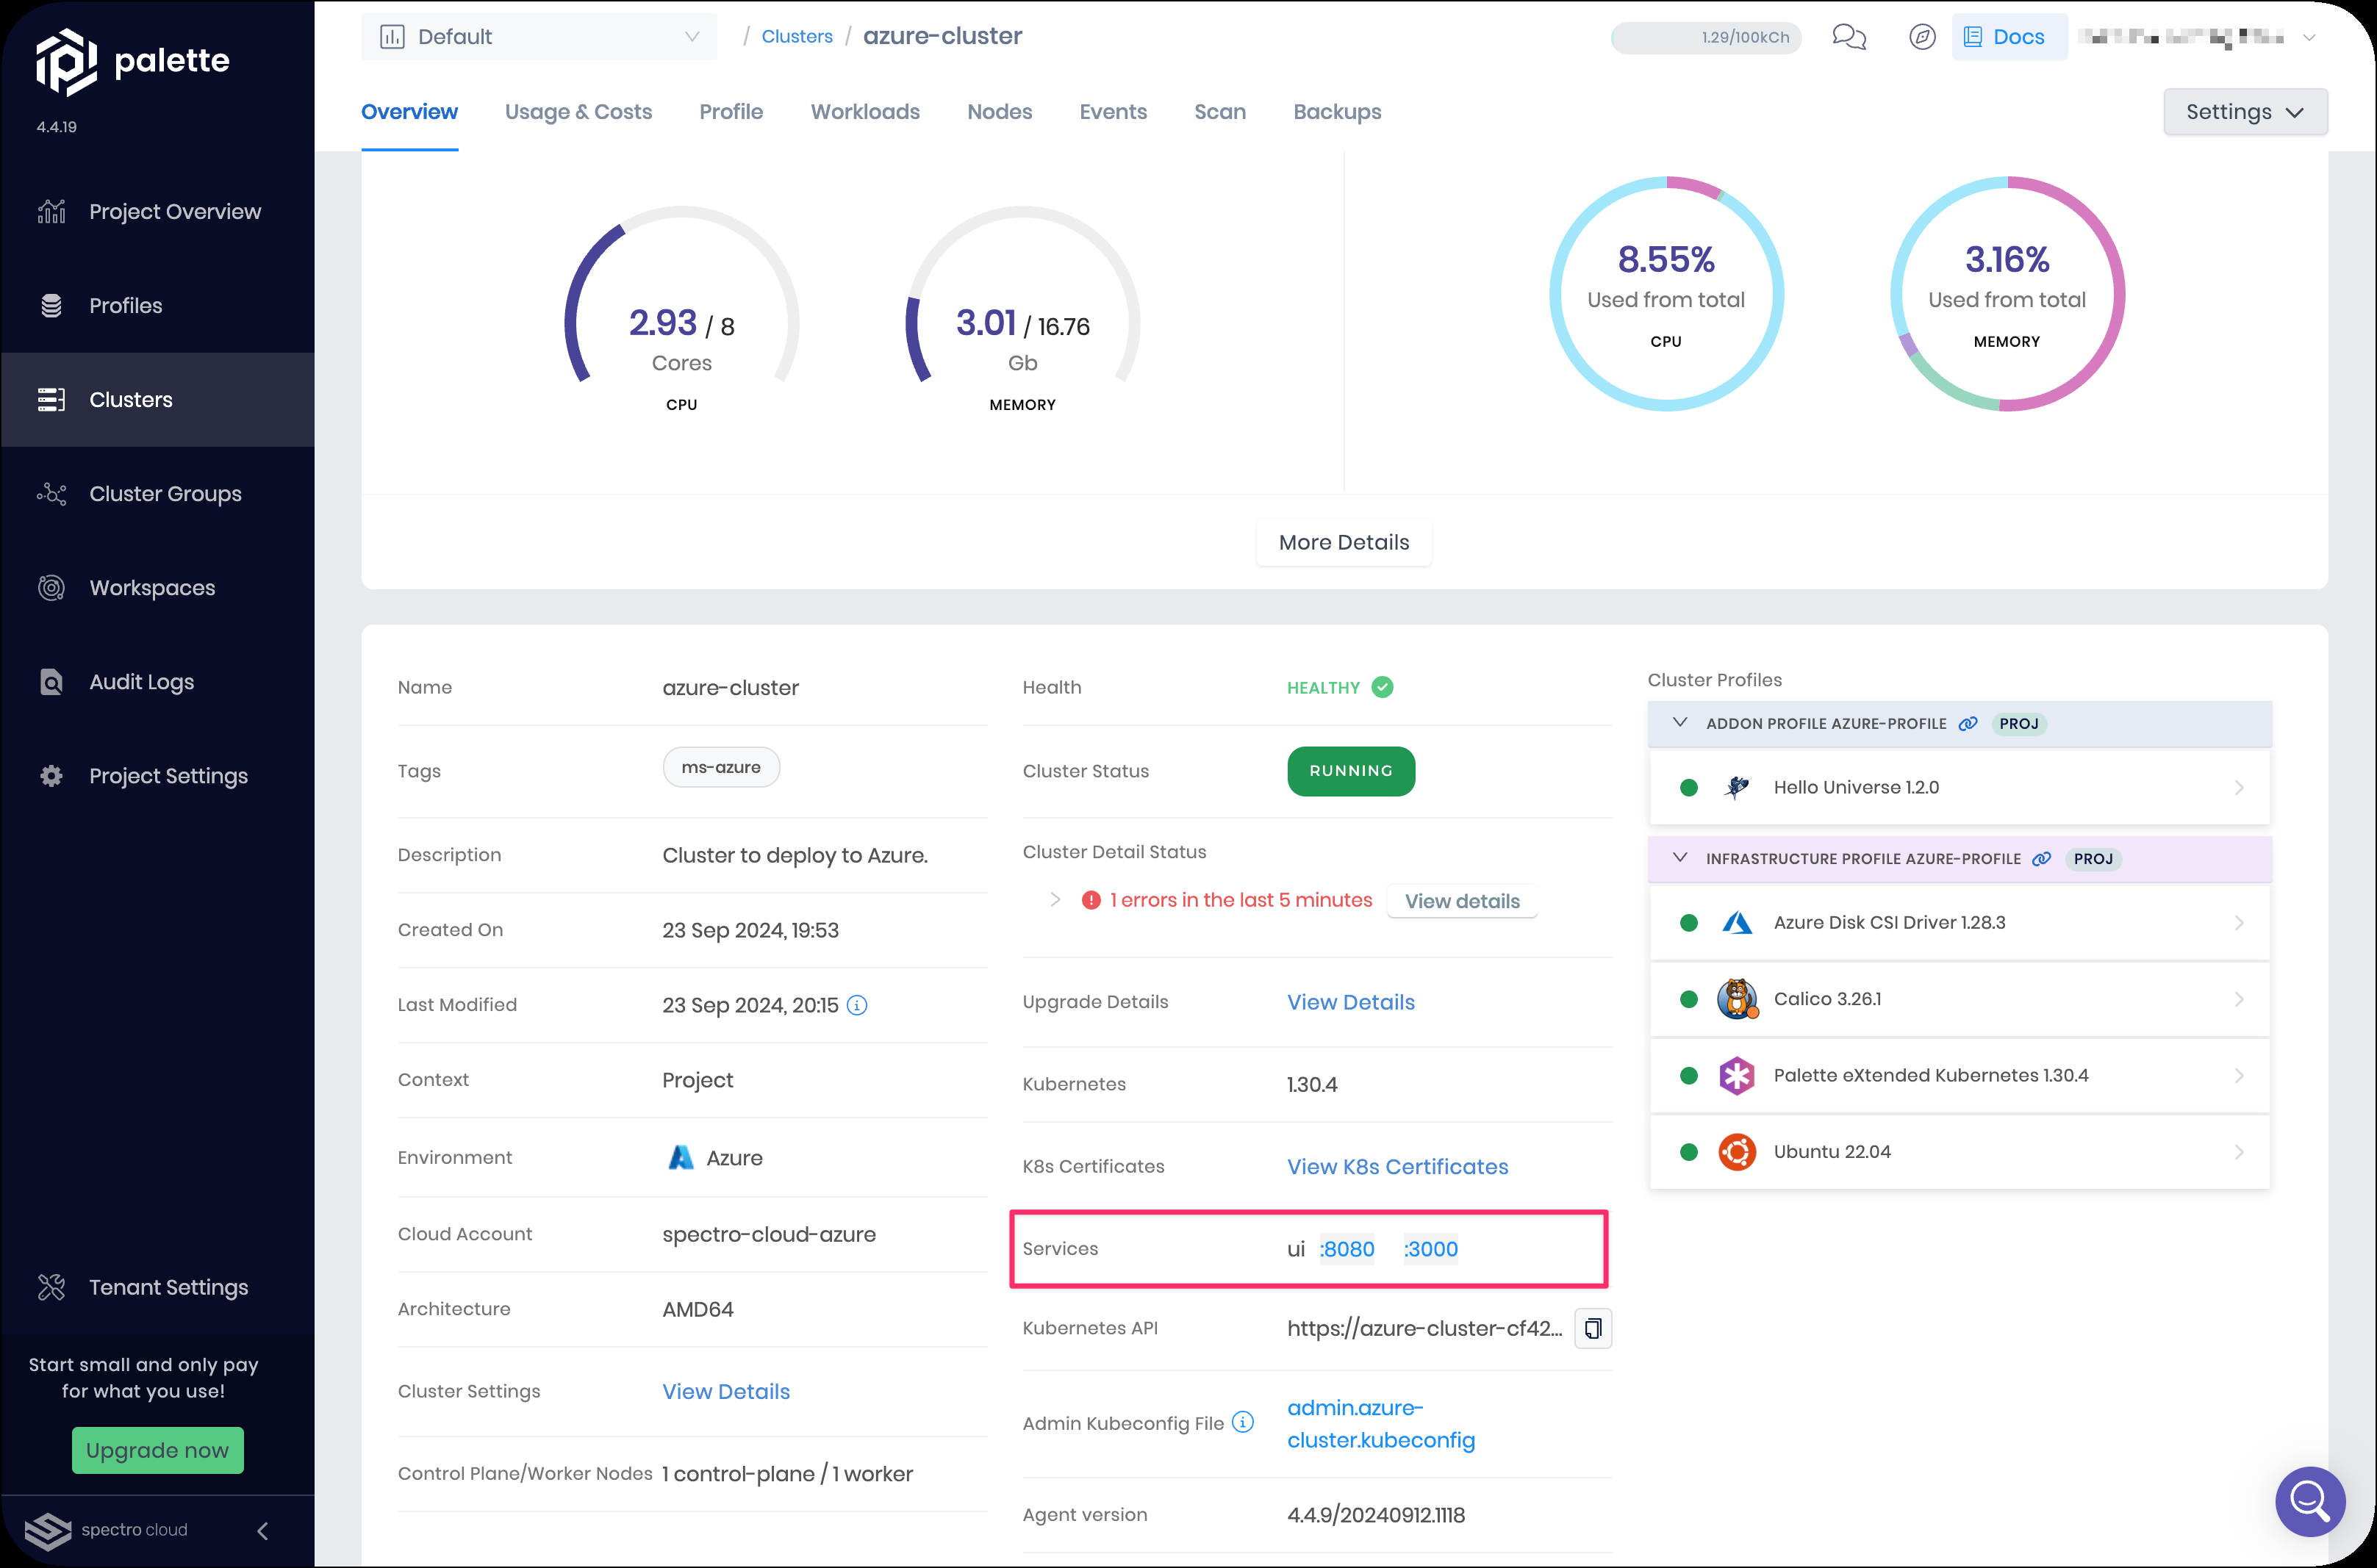 palette
4.4.19
Project Overview
Profiles
Clusters
Cluster Groups
Workspaces
Audit Logs
Project Settings
Tenant Settings
Start small and only pay
for what you use!
Upgrade now
spectro cloud
Default
/ Clusters / azure-cluster
1.29/100kCh
Docs
Overview
Usage & Costs
Profile
Workloads
Nodes
Events
Scan
Backups
Settings
2.93 / 8
Cores
CPU
3.01 / 16.76
Gb
MEMORY
8.55%
Used from total
CPU
3.16%
Used from total
MEMORY
More Details
Name azure-cluster
Tags ms-azure
Description Cluster to deploy to Azure.
Created On 23 Sep 2024, 19:53
Last Modified 23 Sep 2024, 20:15
Context Project
Environment Azure
Cloud Account spectro-cloud-azure
Architecture AMD64
Cluster Settings View Details
Control Plane/Worker Nodes 1 control-plane / 1 worker
Health HEALTHY
Cluster Status RUNNING
Cluster Detail Status
1 errors in the last 5 minutes View details
Upgrade Details View Details
Kubernetes 1.30.4
K8s Certificates View K8s Certificates
Services ui :8080 :3000
Kubernetes API https://azure-cluster-cf42...
Admin Kubeconfig File admin.azure-
cluster.kubeconfig
Agent version 4.4.9/20240912.1118
Cluster Profiles
ADDON PROFILE AZURE-PROFILE PROJ
Hello Universe 1.2.0
INFRASTRUCTURE PROFILE AZURE-PROFILE PROJ
Azure Disk CSI Driver 1.28.3
Calico 3.26.1
Palette eXtended Kubernetes 1.30.4
Ubuntu 22.04